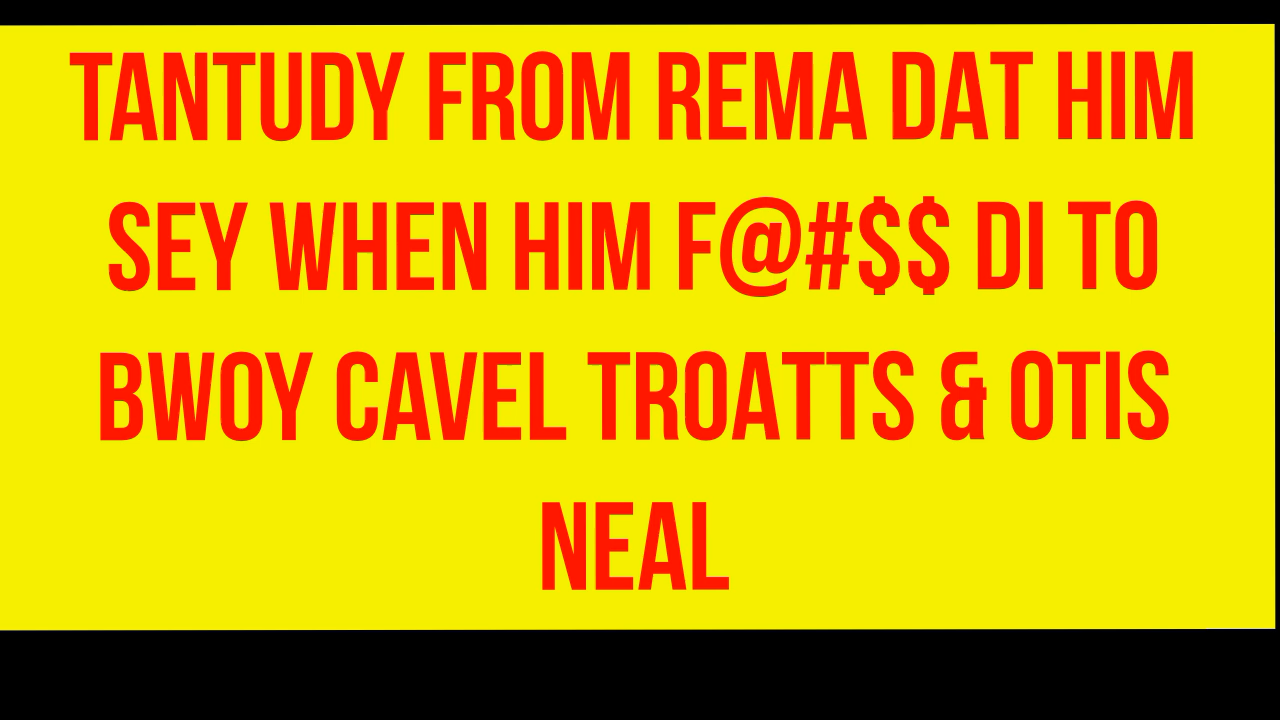 TANTUDY FROM REMA DAT HIM
SEY WHEN HIM F@#$$ DI TO
BWOY CAVEL TROATTS & OTIS
NEAL